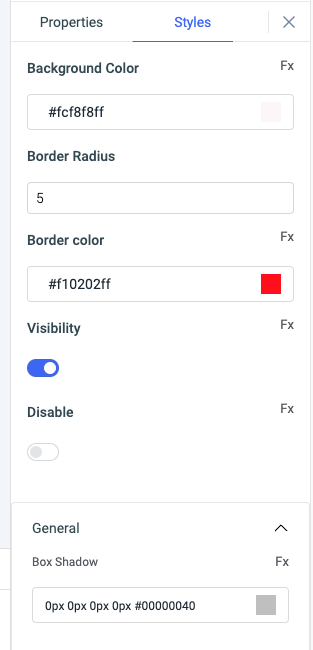 Properties Styles
Background Color Fx
#fcf8f8ff
Border Radius
5
Border color Fx
#f10202ff
Visibility Fx
Disable Fx
General
Box Shadow Fx
0px 0px 0px 0px #00000040